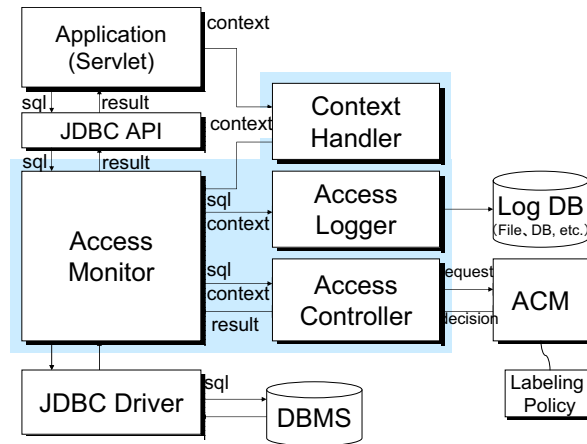 Application
(Servlet)
context
sql
result
JDBC API
context
Context
Handler
sql
result
Access
Monitor
sql
context
Access
Logger
Log DB
(File、DB, etc.)
sql
context
result
Access
Controller
equest
decision
ACM
JDBC Driver
sql
DBMS
Labeling
Policy